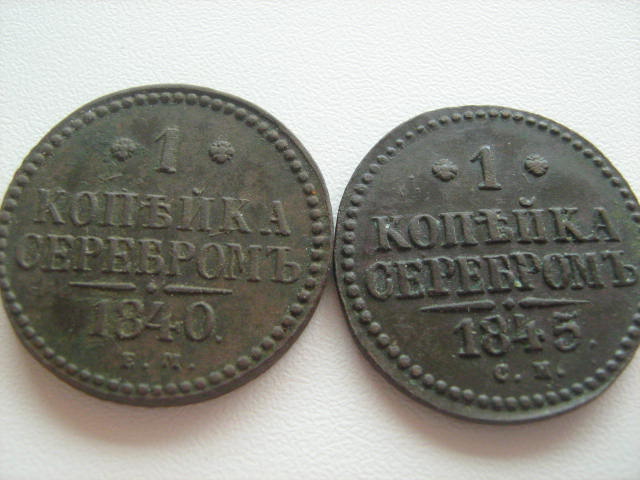 1
КОПѢЙКА
СЕРЕБРОМЪ
1840.
Е. М.
1
КОПѢЙКА
СЕРЕБРОМЪ
1845.
С. М.